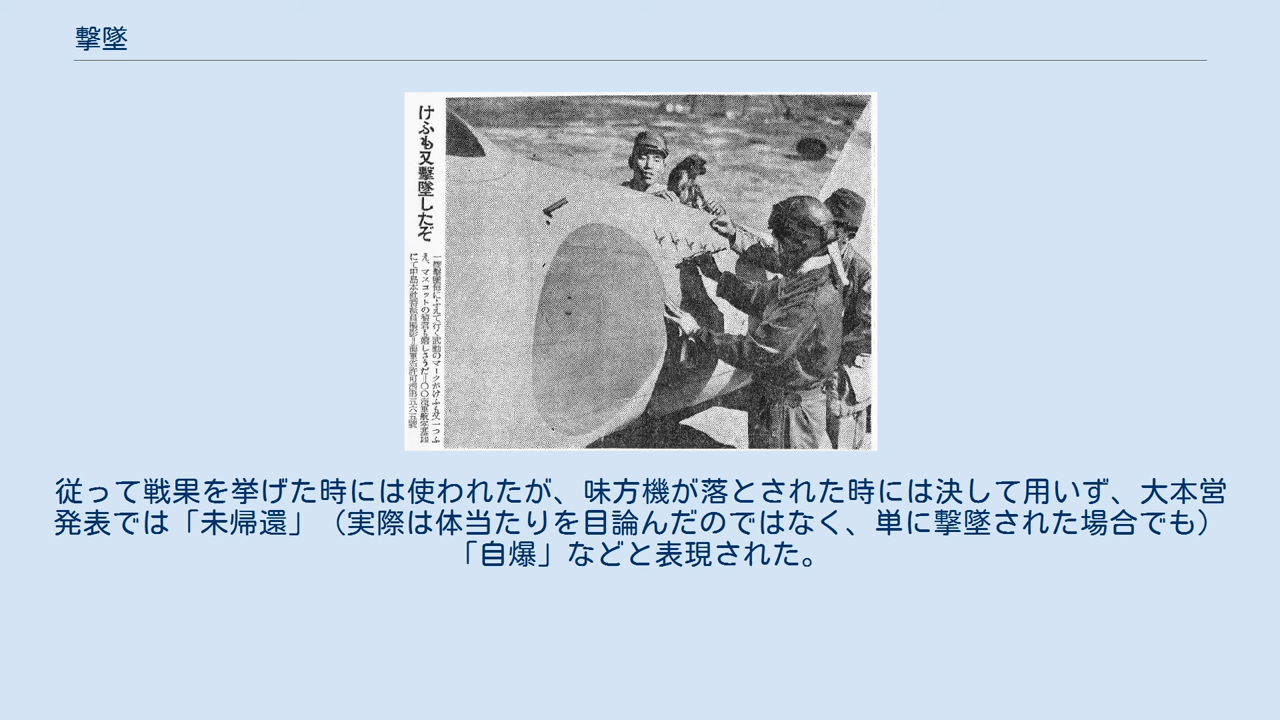 撃墜
けふも又撃墜したぞ
従って戦果を挙げた時には使われたが、味方機が落とされた時には決して用いず、大本営
発表では「未帰還」（実際は体当たりを目論んだのではなく、単に撃墜された場合でも）
「自爆」などと表現された。